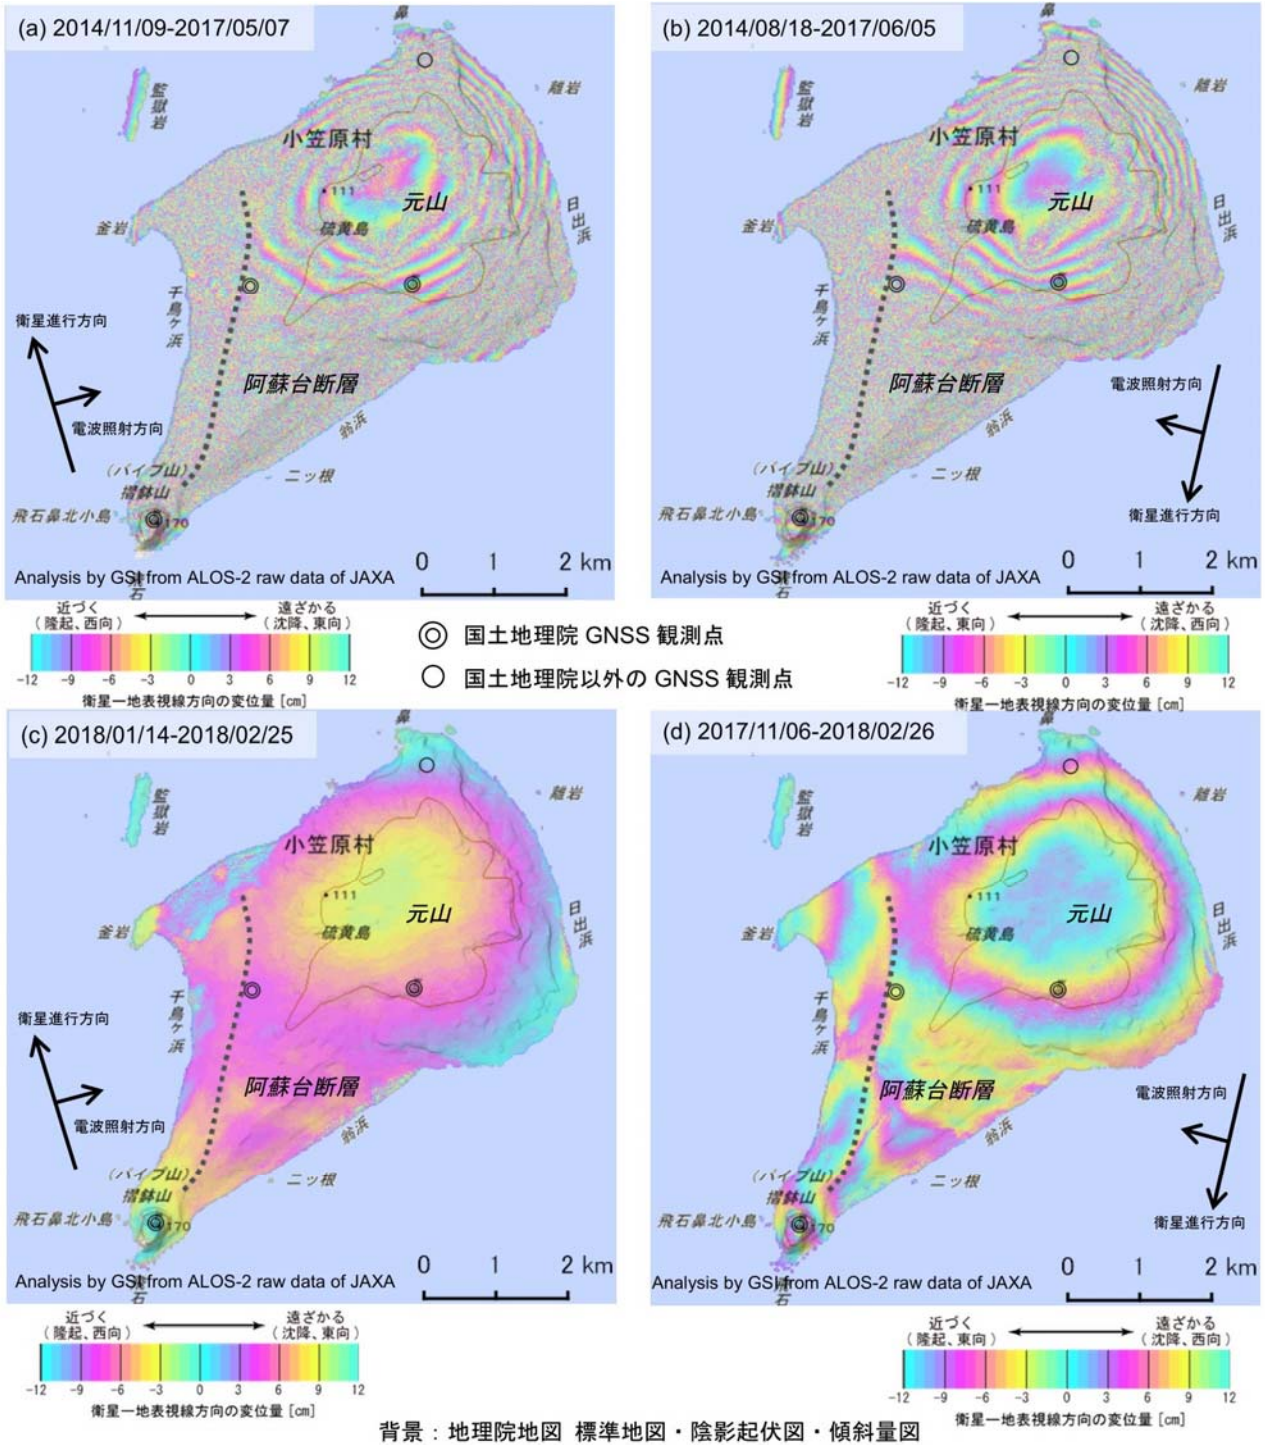 (a) 2014/11/09-2017/05/07
鼻
監獄岩
離岩
小笠原村
111
元山
硫黄島
釜岩
日出浜
千鳥ヶ浜
衛星進行方向
電波照射方向
阿蘇台断層
翁浜
(パイプ山)
摺鉢山
二ッ根
飛石鼻北小島
170
0 1 2 km
Analysis by GSI from ALOS-2 raw data of JAXA
(b) 2014/08/18-2017/06/05
鼻
監獄岩
離岩
小笠原村
111
元山
硫黄島
釜岩
日出浜
千鳥ヶ浜
電波照射方向
阿蘇台断層
翁浜
(パイプ山)
摺鉢山
二ッ根
飛石鼻北小島
170
衛星進行方向
0 1 2 km
Analysis by GSI from ALOS-2 raw data of JAXA
近づく 遠ざかる
(隆起、西向) (沈降、東向)
-12 -9 -6 -3 0 3 6 9 12
衛星―地表視線方向の変位量 [cm]
◎ 国土地理院 GNSS 観測点
○ 国土地理院以外の GNSS 観測点
近づく 遠ざかる
(隆起、東向) (沈降、西向)
-12 -9 -6 -3 0 3 6 9 12
衛星―地表視線方向の変位量 [cm]
(c) 2018/01/14-2018/02/25
鼻
監獄岩
離岩
小笠原村
111
元山
硫黄島
釜岩
日出浜
千鳥ヶ浜
衛星進行方向
電波照射方向
阿蘇台断層
翁浜
(パイプ山)
摺鉢山
二ッ根
飛石鼻北小島
170
0 1 2 km
Analysis by GSI from ALOS-2 raw data of JAXA
(d) 2017/11/06-2018/02/26
鼻
監獄岩
離岩
小笠原村
111
元山
硫黄島
釜岩
日出浜
千鳥ヶ浜
電波照射方向
阿蘇台断層
翁浜
(パイプ山)
摺鉢山
二ッ根
飛石鼻北小島
170
衛星進行方向
0 1 2 km
Analysis by GSI from ALOS-2 raw data of JAXA
近づく 遠ざかる
(隆起、西向) (沈降、東向)
-12 -9 -6 -3 0 3 6 9 12
衛星―地表視線方向の変位量 [cm]
近づく 遠ざかる
(隆起、東向) (沈降、西向)
-12 -9 -6 -3 0 3 6 9 12
衛星―地表視線方向の変位量 [cm]
背景：地理院地図 標準地図・陰影起伏図・傾斜量図